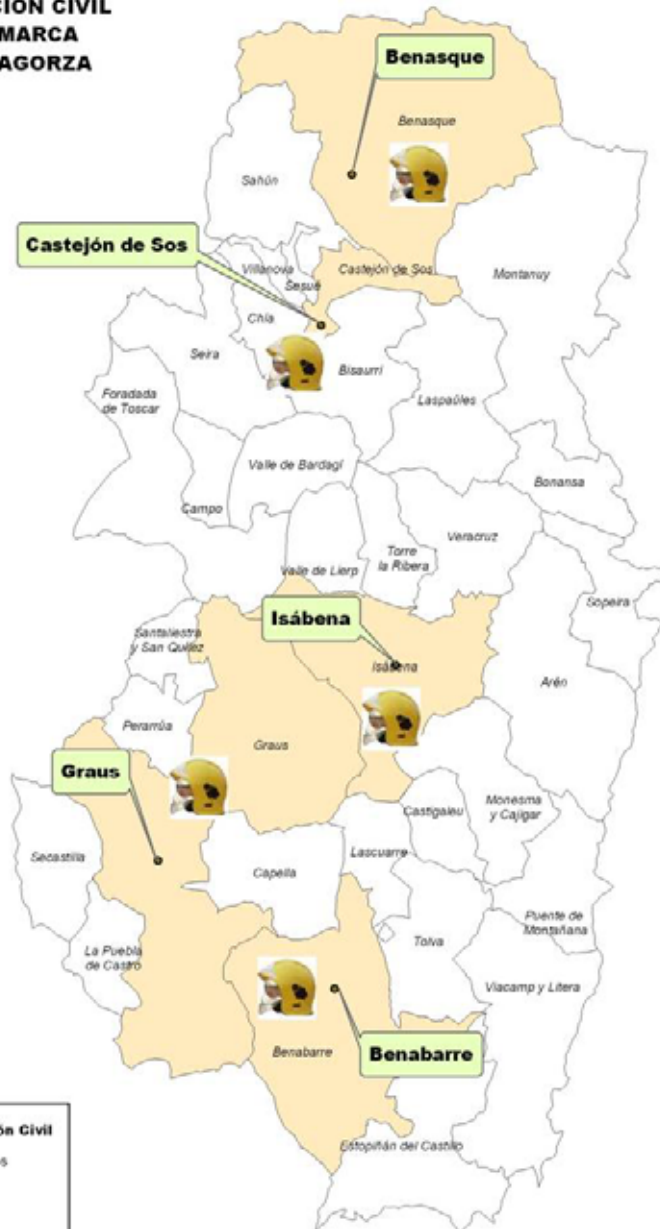 CIÓN CIVIL
MARCA
AGORZA
Benasque
Benasque
Sahún
Castejón de Sos
Villanova
Castejón de Sos
Sesué
Montanuy
Chía
Seira
Bisaurri
Foradada
de Toscar
Laspaúles
Valle de Bardagí
Bonansa
Campo
Veracruz
Torre
la Ribera
Valle de Lierp
Sopeira
Isábena
Santaliestra
y San Quílez
Isábena
Arén
Perarrúa
Graus
Graus
Monesma
y Cajigar
Castigaleu
Secastilla
Lascuarre
Capella
Puente de
Montañana
Tolva
La Puebla
de Castro
Viacamp y Litera
Benabarre
Benabarre
ón Civil
Estopiñán del Castillo